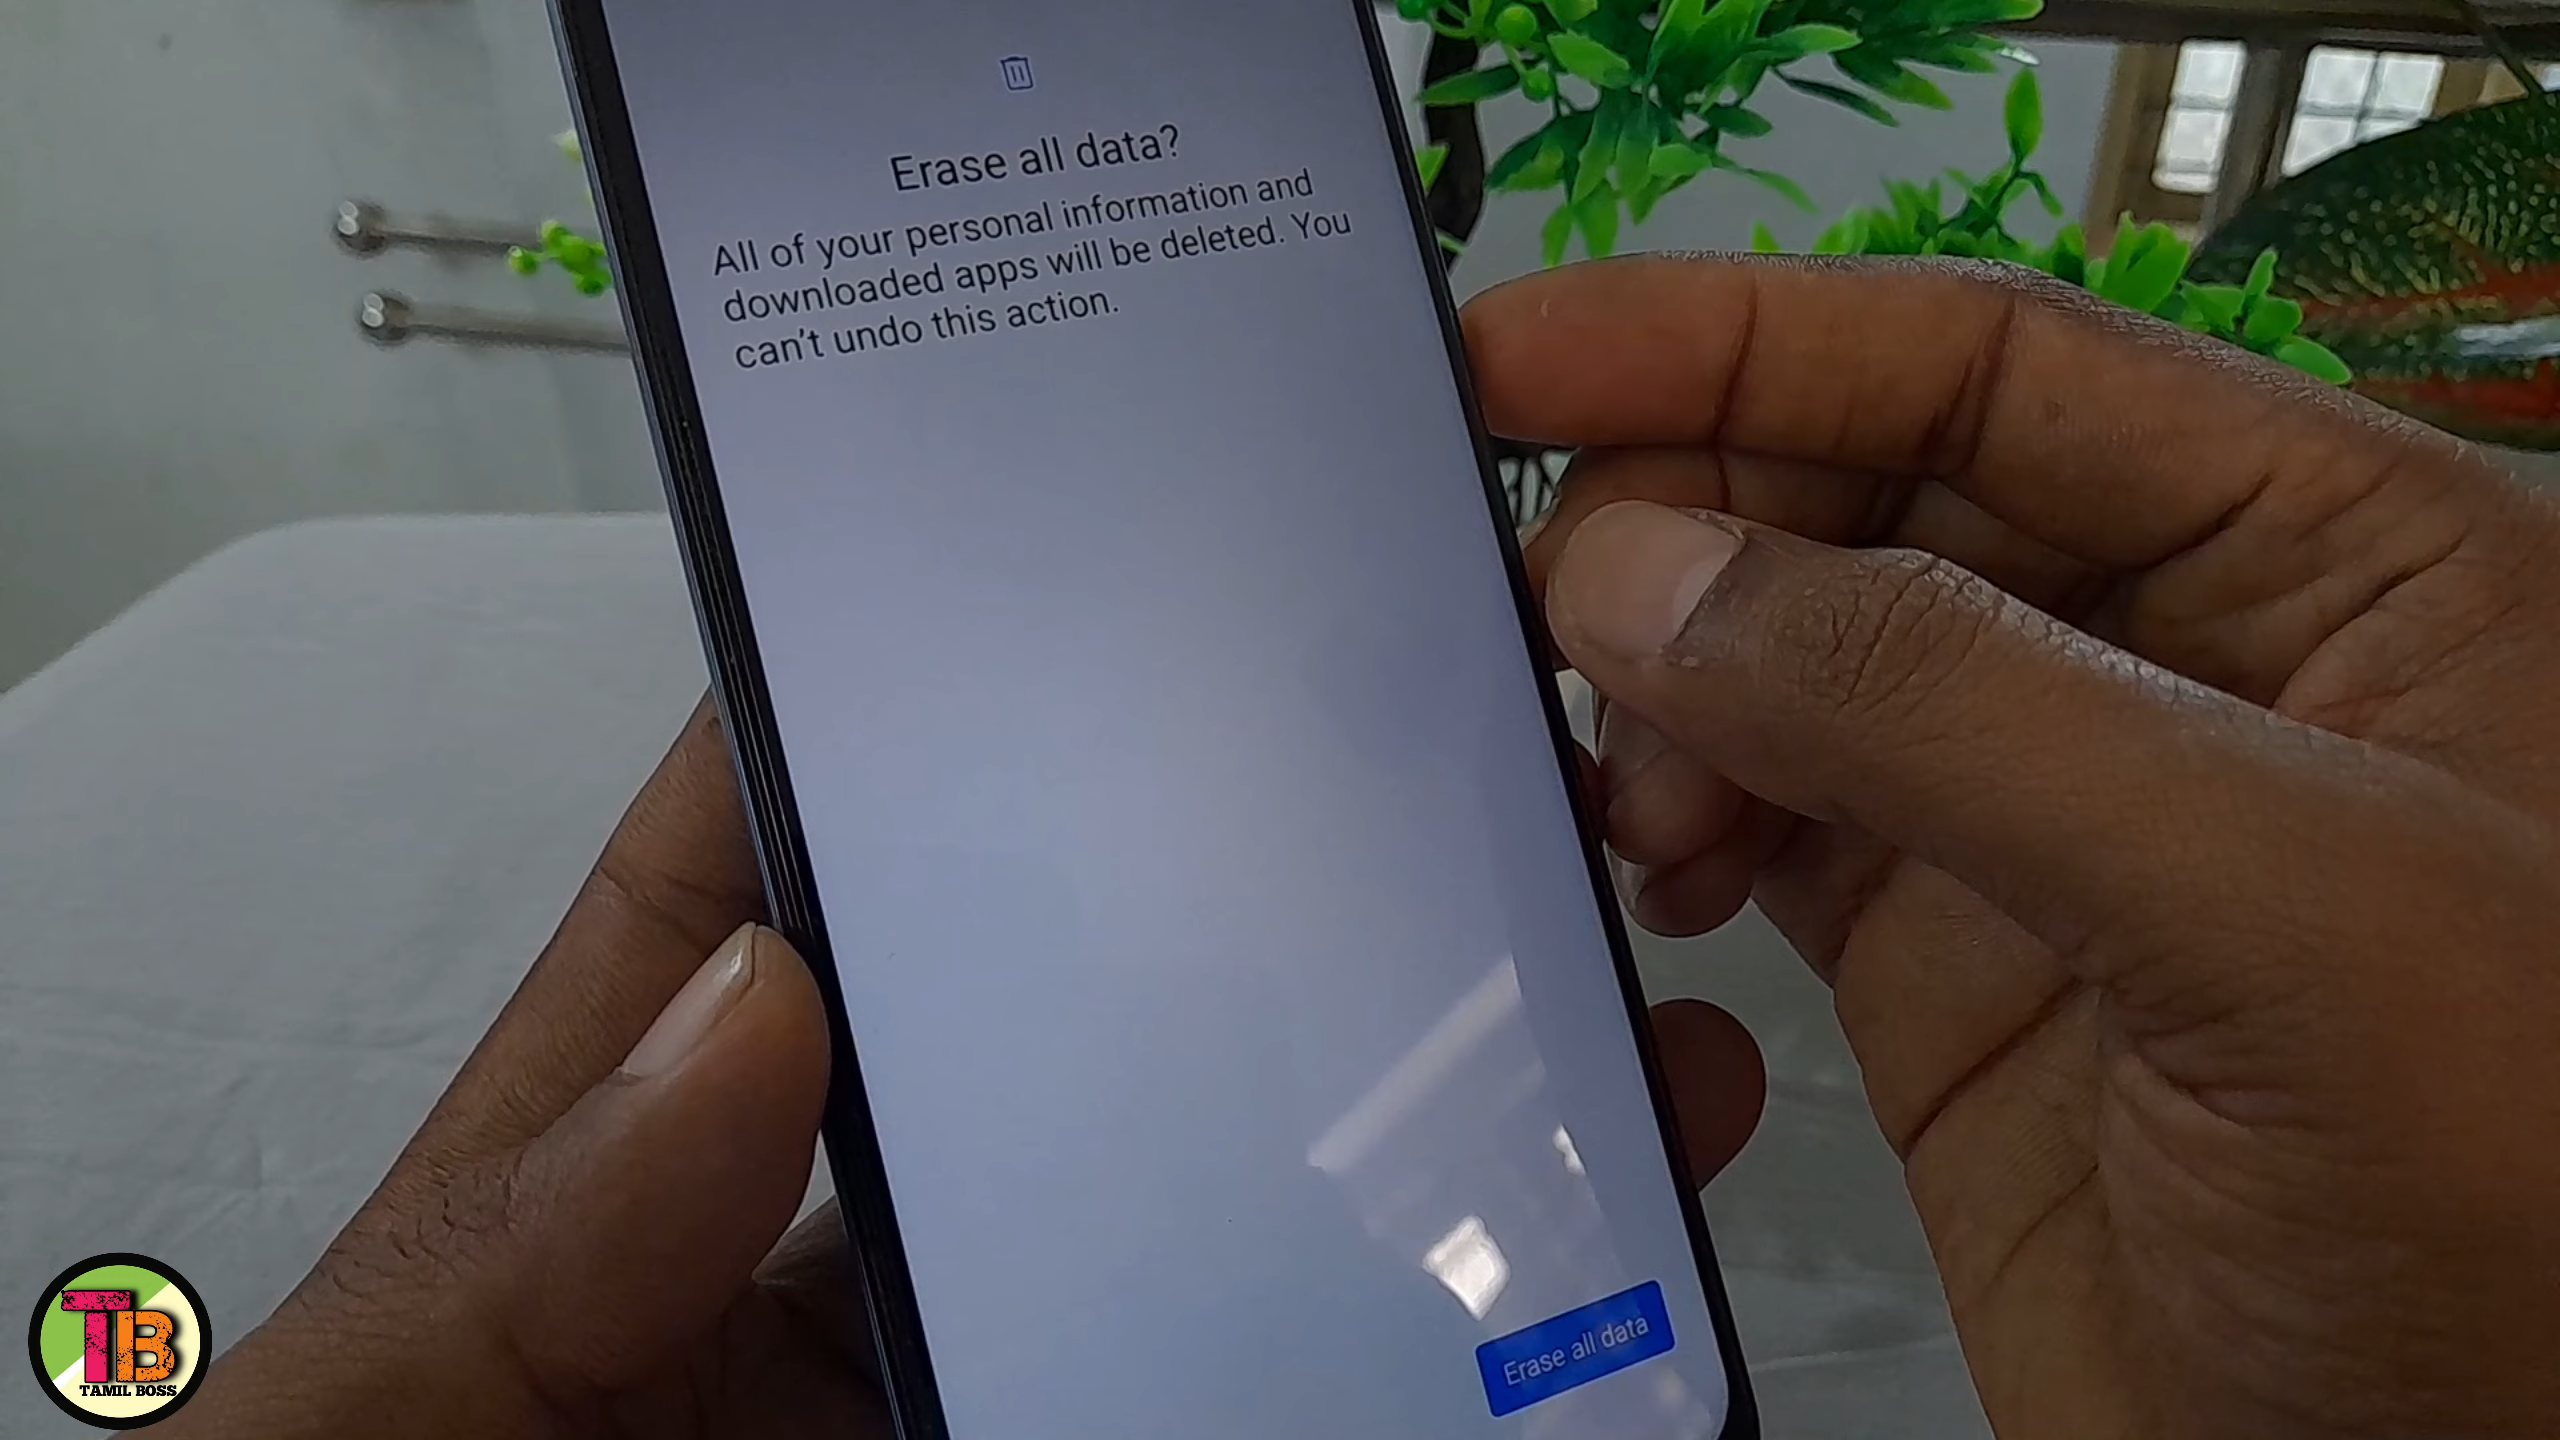 Erase all data?
All of your personal information and
downloaded apps will be deleted. You
can't undo this action.
Erase all data
TB
TAMIL BOSS